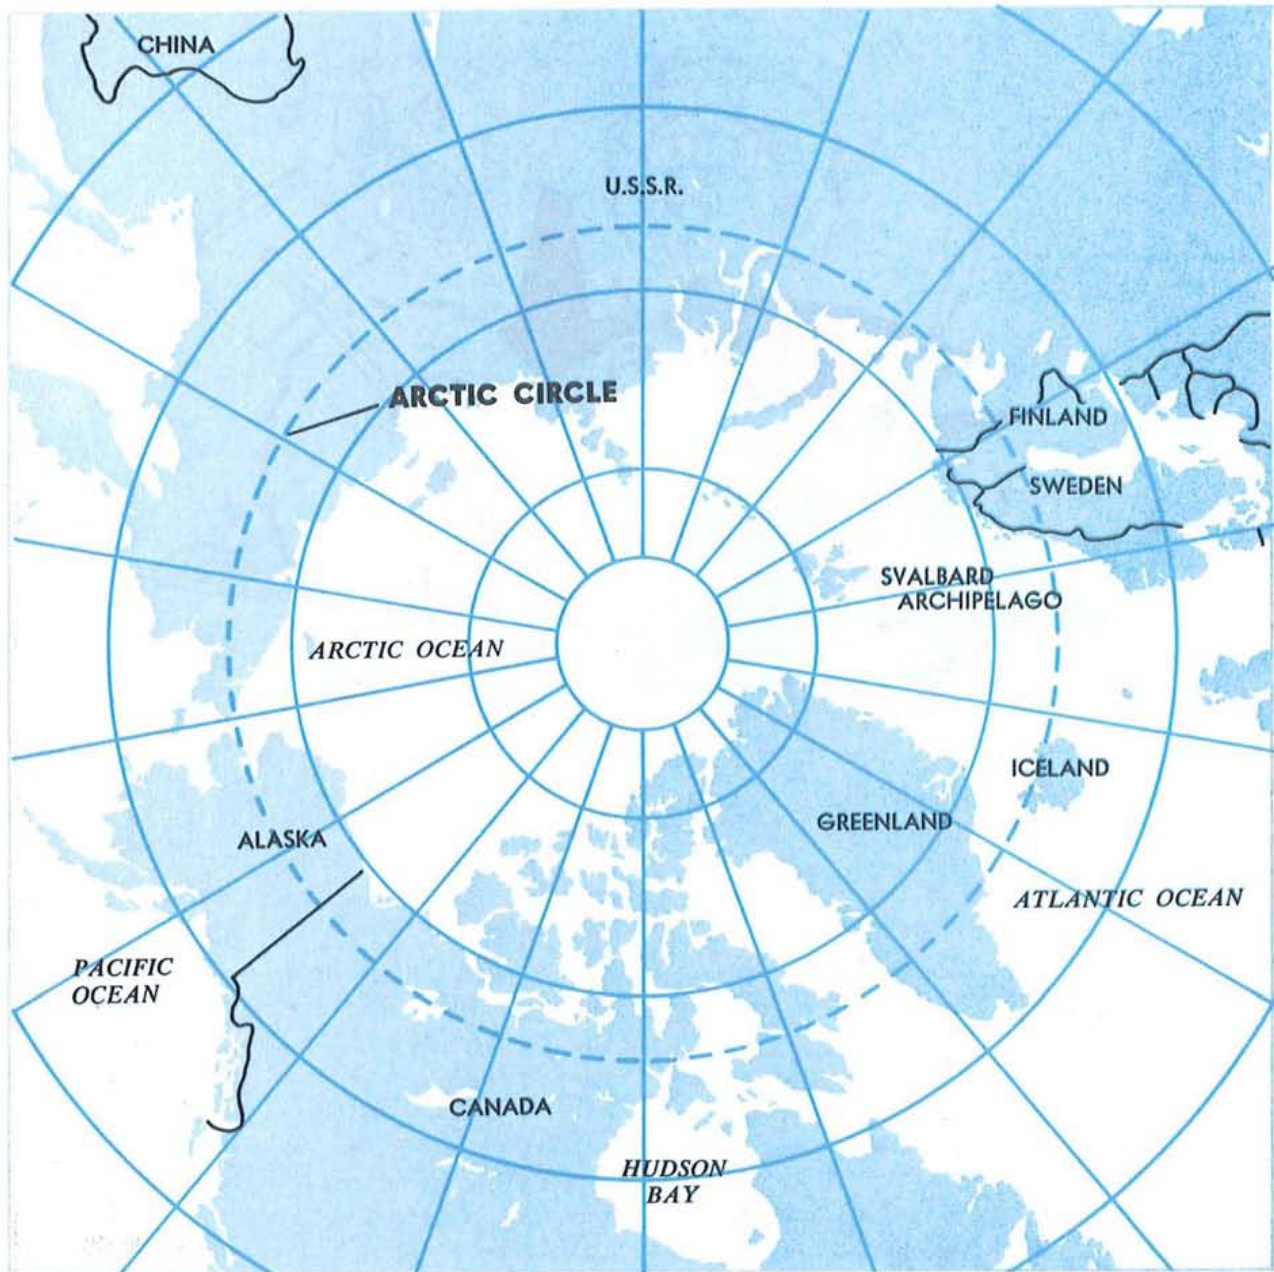 CHINA
U.S.S.R.
ARCTIC CIRCLE
FINLAND
SWEDEN
SVALBARD
ARCHIPELAGO
ARCTIC OCEAN
ICELAND
GREENLAND
ALASKA
ATLANTIC OCEAN
PACIFIC
OCEAN
CANADA
HUDSON
BAY